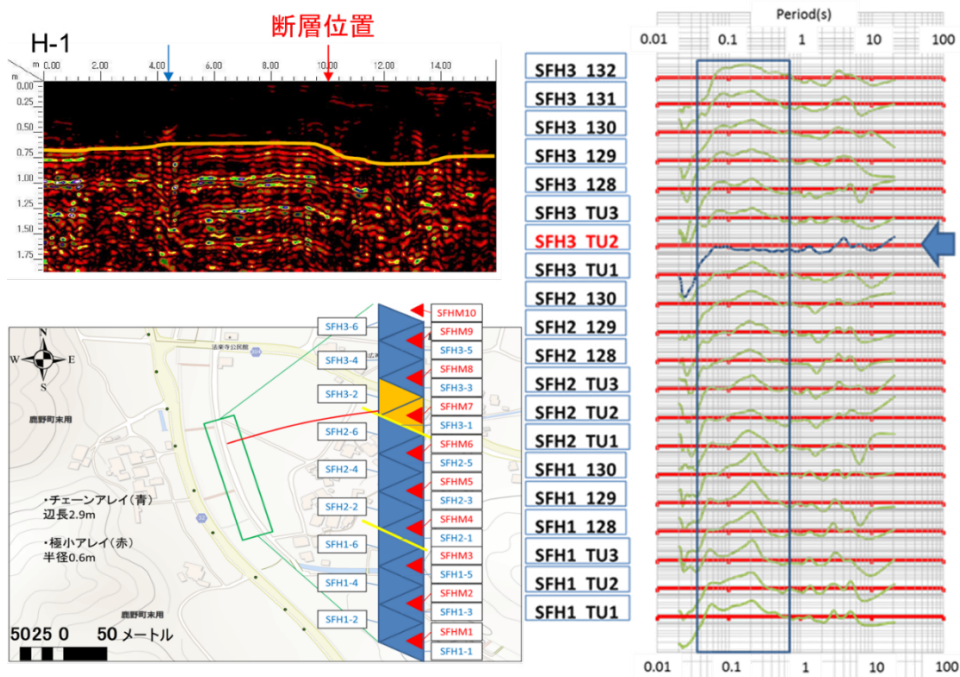 断層位置
H-1
m
0.00 2.00 4.00 6.00 8.00 10.00 12.00 14.00
m
0.00
0.25
0.50
0.75
1.00
1.25
1.50
1.75
N
W E
S
法楽寺公民館
鹿野町末用
・チェーンアレイ(青)
辺長2.9m
・極小アレイ(赤)
半径0.6m
鹿野町末用
5025 0 50 メートル
SFH3-6
SFH3-4
SFH3-2
SFH2-6
SFH2-4
SFH2-2
SFH1-6
SFH1-4
SFH1-2
SFHM10
SFHM9
SFH3-5
SFHM8
SFH3-3
SFHM7
SFH3-1
SFHM6
SFH2-5
SFHM5
SFH2-3
SFHM4
SFH2-1
SFHM3
SFH1-5
SFHM2
SFH1-3
SFHM1
SFH1-1
SFH3 132
SFH3 131
SFH3 130
SFH3 129
SFH3 128
SFH3 TU3
SFH3 TU2
SFH3 TU1
SFH2 130
SFH2 129
SFH2 128
SFH2 TU3
SFH2 TU2
SFH2 TU1
SFH1 130
SFH1 129
SFH1 128
SFH1 TU3
SFH1 TU2
SFH1 TU1
Period(s)
0.01 0.1 1 10 100
0.01 0.1 1 10 100